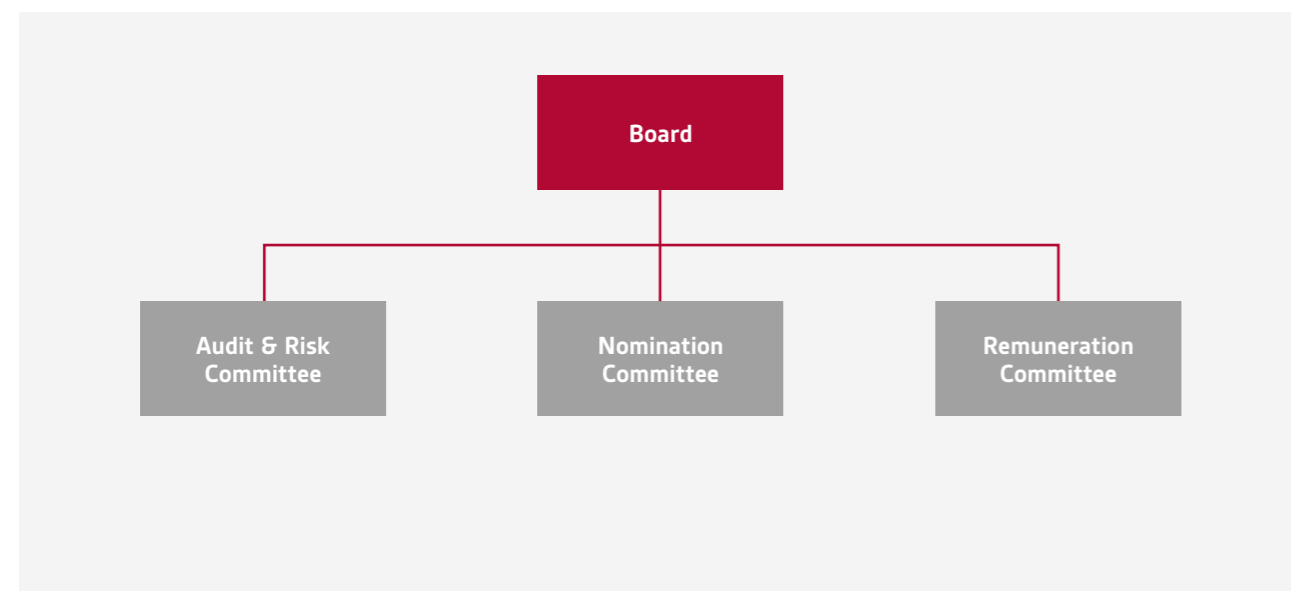 Board
Audit & Risk
Committee
Nomination
Committee
Remuneration
Committee